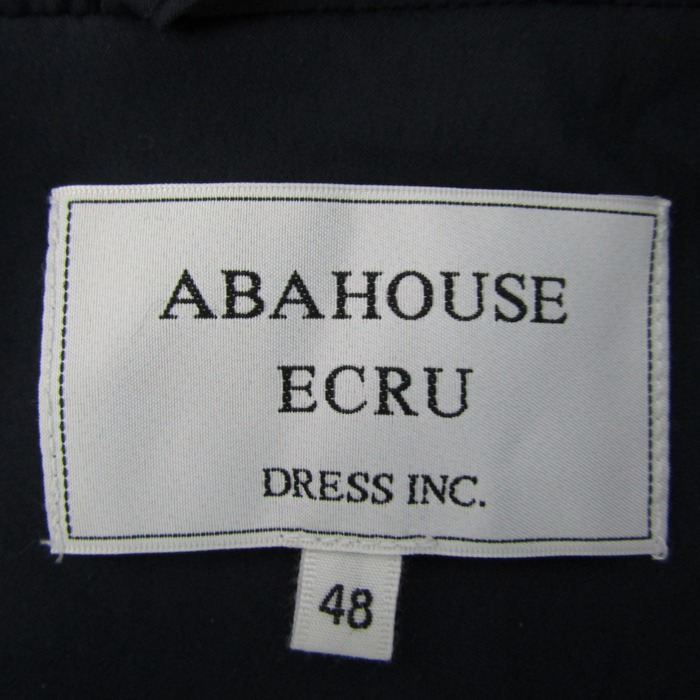 ABAHOUSE
ECRU
DRESS INC.
48